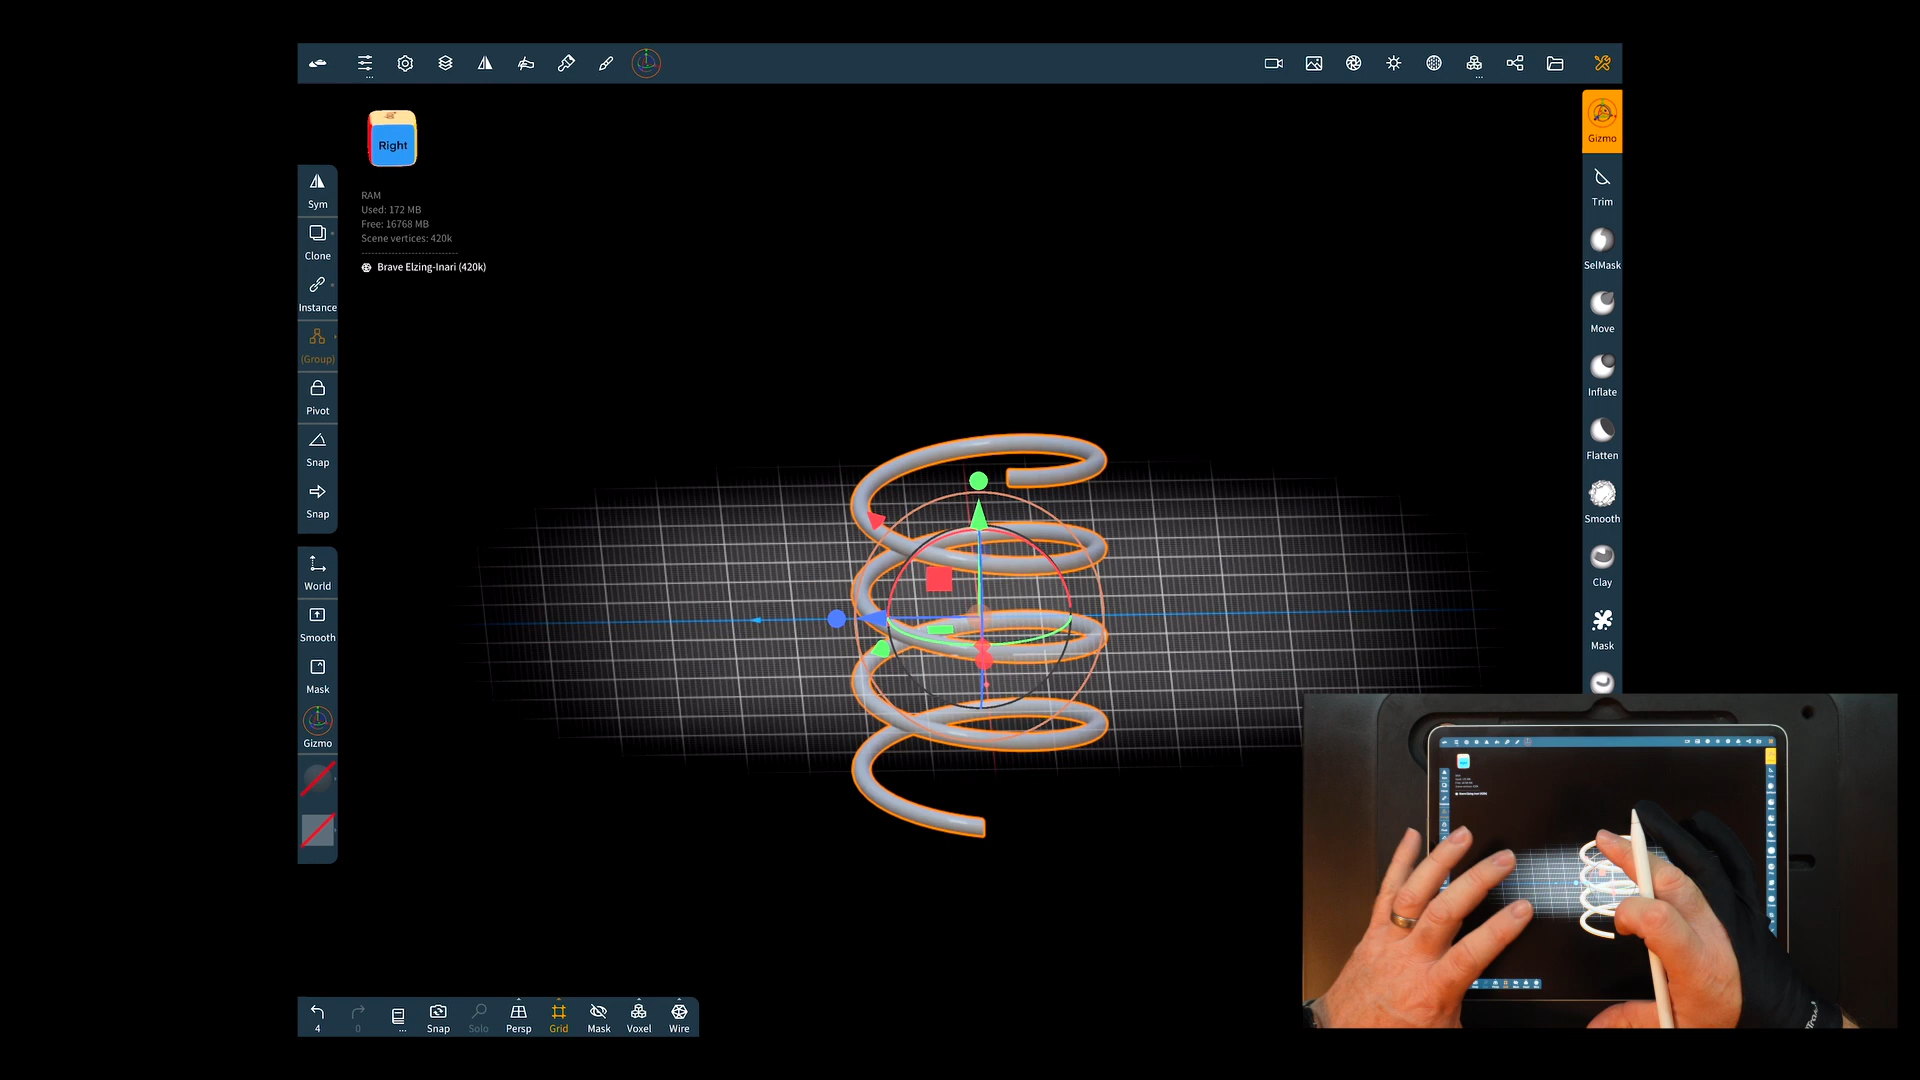 Right
RAM
Used: 172 MB
Free: 16768 MB
Scene vertices: 420k
Brave Elzing-Inari (420k)
Sym
Clone
Instance
(Group)
Pivot
Snap
Snap
World
Smooth
Mask
Gizmo
Gizmo
Trim
SelMask
Move
Inflate
Flatten
Smooth
Clay
Mask
4
0
...
Snap
Solo
Persp
Grid
Mask
Voxel
Wire